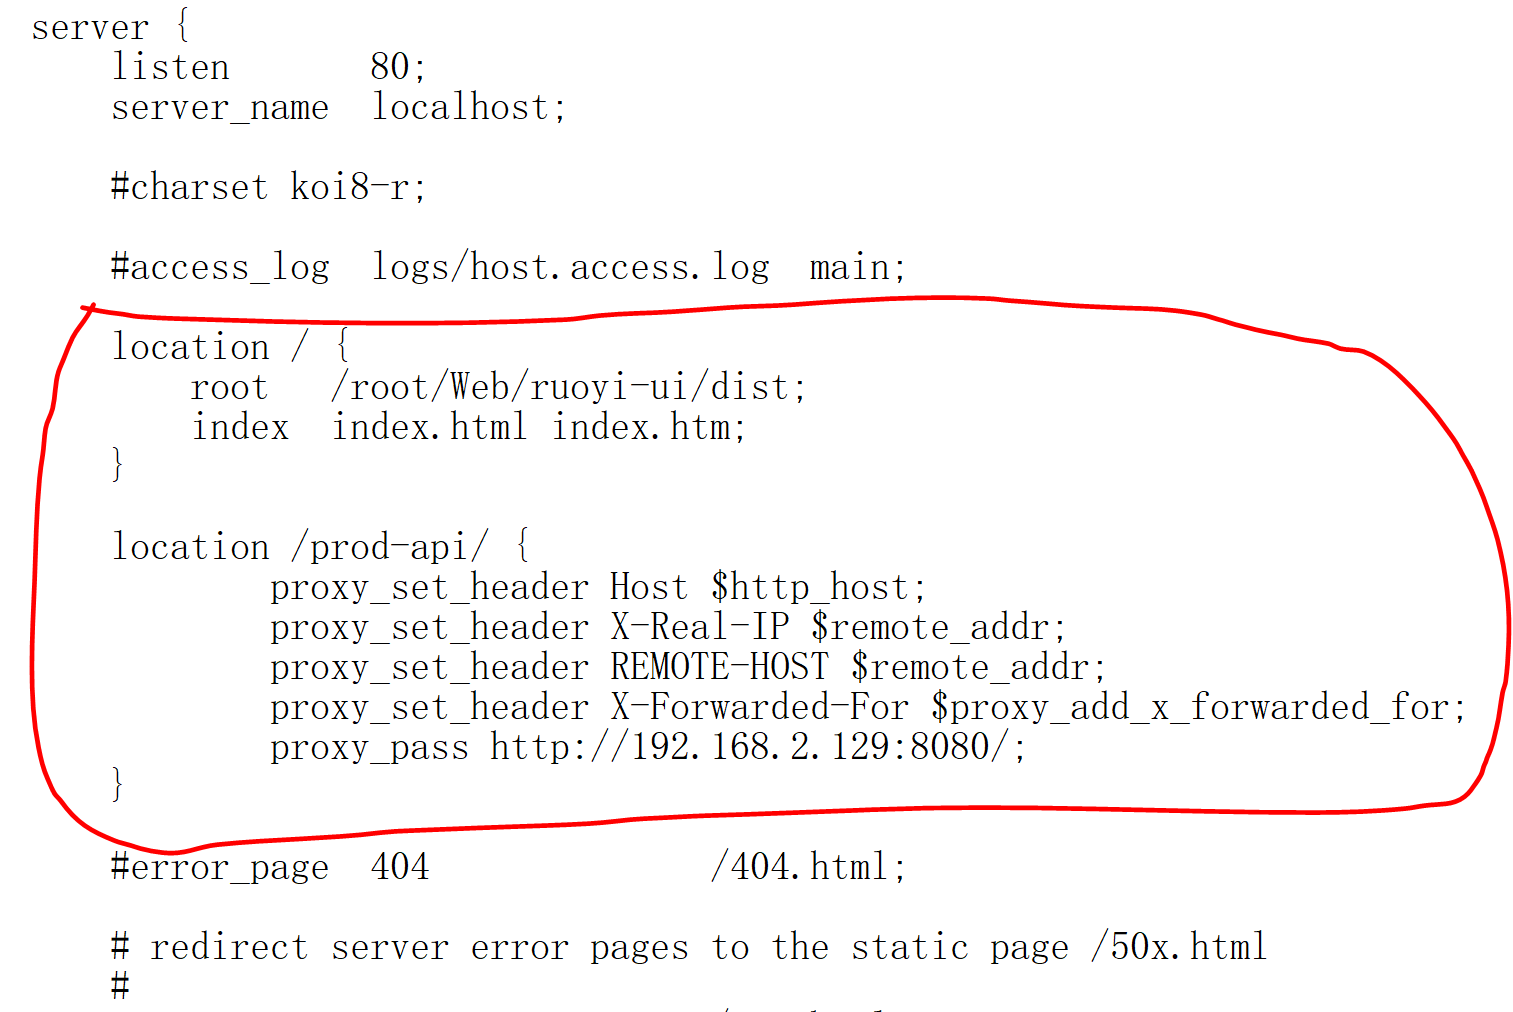 server {
    listen       80;
    server_name  localhost;
    #charset koi8-r;
    #access_log  logs/host.access.log  main;
    location / {
        root   /root/Web/ruoyi-ui/dist;
        index  index.html index.htm;
    }
    location /prod-api/ {
            proxy_set_header Host $http_host;
            proxy_set_header X-Real-IP $remote_addr;
            proxy_set_header REMOTE-HOST $remote_addr;
            proxy_set_header X-Forwarded-For $proxy_add_x_forwarded_for;
            proxy_pass http://192.168.2.129:8080/;
    }
    #error_page  404              /404.html;
    # redirect server error pages to the static page /50x.html
    #